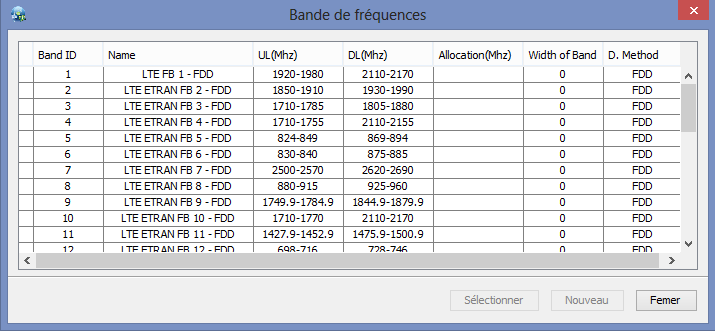 Bande de fréquences
Band ID Name UL(Mhz) DL(Mhz) Allocation(Mhz) Width of Band D. Method
1 LTE FB 1 - FDD 1920-1980 2110-2170 0 FDD
2 LTE ETRAN FB 2 - FDD 1850-1910 1930-1990 0 FDD
3 LTE ETRAN FB 3 - FDD 1710-1785 1805-1880 0 FDD
4 LTE ETRAN FB 4 - FDD 1710-1755 2110-2155 0 FDD
5 LTE ETRAN FB 5 - FDD 824-849 869-894 0 FDD
6 LTE ETRAN FB 6 - FDD 830-840 875-885 0 FDD
7 LTE ETRAN FB 7 - FDD 2500-2570 2620-2690 0 FDD
8 LTE ETRAN FB 8 - FDD 880-915 925-960 0 FDD
9 LTE ETRAN FB 9 - FDD 1749.9-1784.9 1844.9-1879.9 0 FDD
10 LTE ETRAN FB 10 - FDD 1710-1770 2110-2170 0 FDD
11 LTE ETRAN FB 11 - FDD 1427.9-1452.9 1475.9-1500.9 0 FDD
12 LTE ETRAN FB 12 - FDD 698-716 728-746 0 FDD
Sélectionner Nouveau Femer